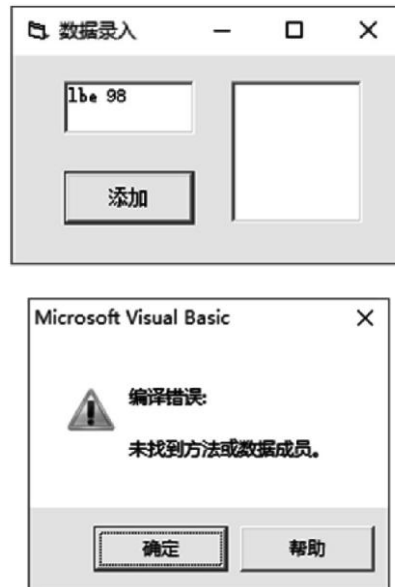 数据录入
lbe 98
添加
Microsoft Visual Basic
编译错误:
未找到方法或数据成员。
确定
帮助